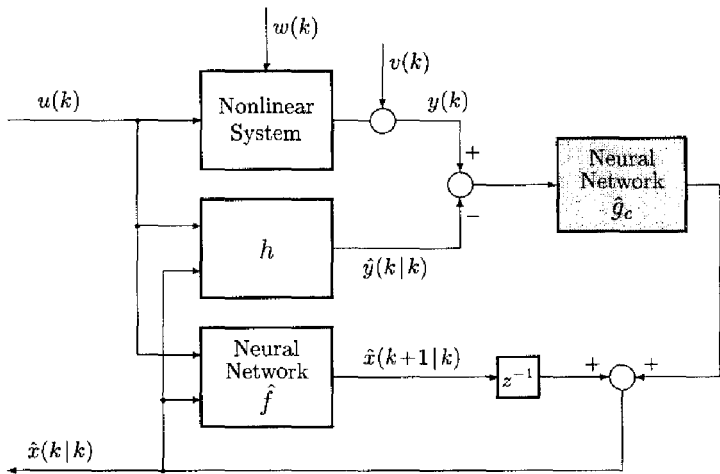 w(k)
v(k)
u(k)
Nonlinear
System
y(k)
+
−
Neural
Network
ĝ_c
h
ŷ(k|k)
Neural
Network
f̂
x̂(k+1|k)
z⁻¹
+
+
x̂(k|k)